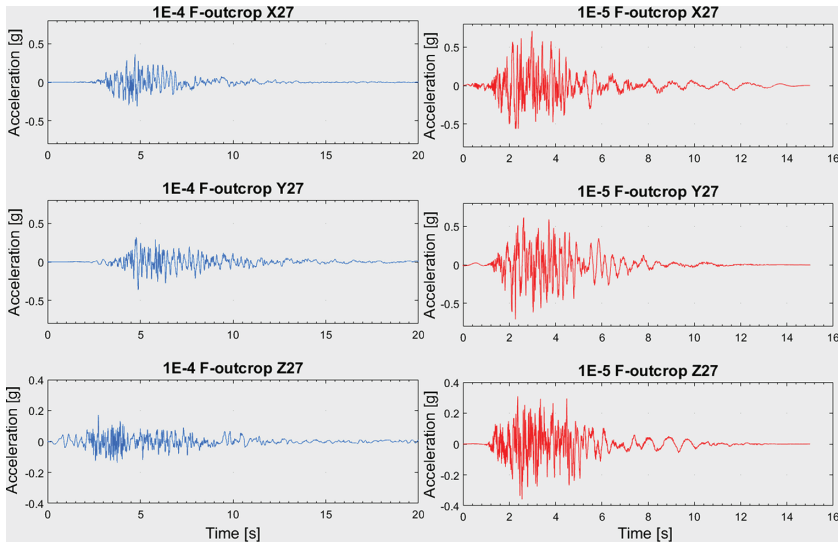 1E-4 F-outcrop X27
Acceleration [g]
0.5
0
-0.5
0 5 10 15 20
1E-5 F-outcrop X27
Acceleration [g]
0.5
0
-0.5
0 2 4 6 8 10 12 14 16
1E-4 F-outcrop Y27
Acceleration [g]
0.5
0
-0.5
0 5 10 15 20
1E-5 F-outcrop Y27
Acceleration [g]
0.5
0
-0.5
0 2 4 6 8 10 12 14 16
1E-4 F-outcrop Z27
Acceleration [g]
0.4
0.2
0
-0.2
-0.4
0 5 10 15 20
Time [s]
1E-5 F-outcrop Z27
Acceleration [g]
0.4
0.2
0
-0.2
-0.4
0 2 4 6 8 10 12 14 16
Time [s]